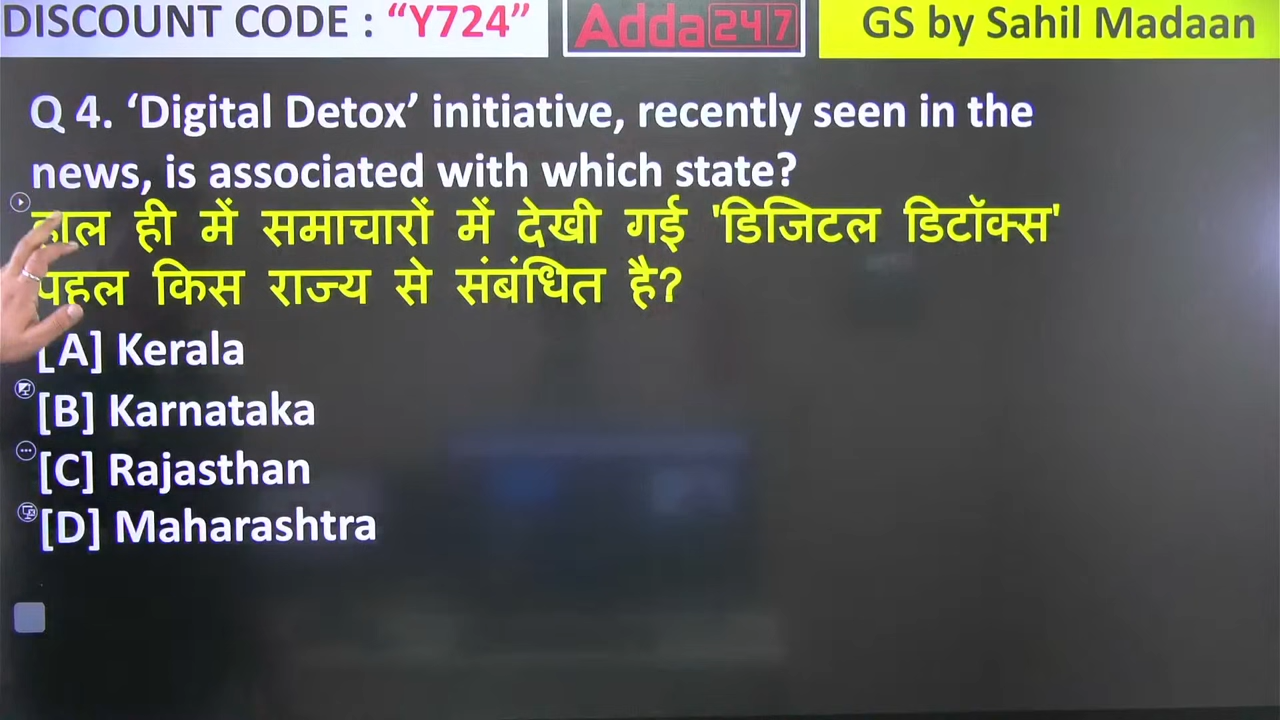 DISCOUNT CODE : “Y724”
Adda247
GS by Sahil Madaan
Q 4. ‘Digital Detox’ initiative, recently seen in the
news, is associated with which state?
हाल ही में समाचारों में देखी गई 'डिजिटल डिटॉक्स'
पहल किस राज्य से संबंधित है?
[A] Kerala
[B] Karnataka
[C] Rajasthan
[D] Maharashtra